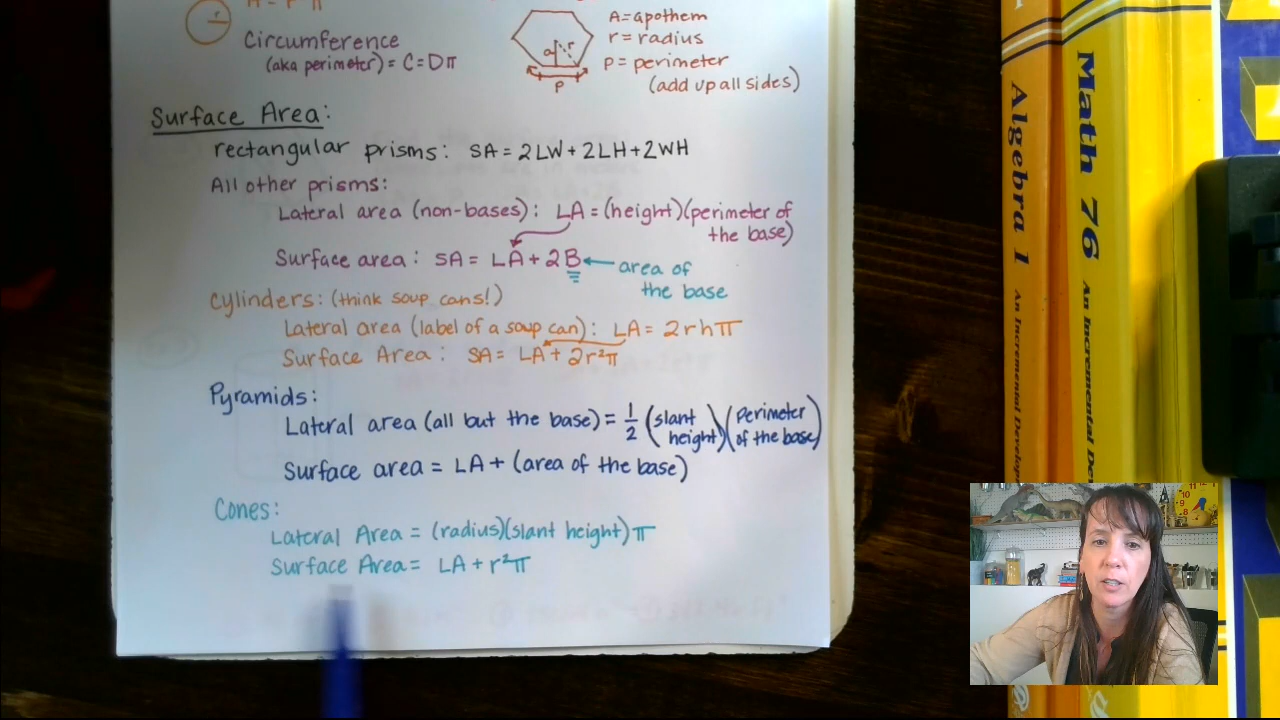 Circumference
(aka perimeter) = C = Dπ
r
a r
P
A = apothem
r = radius
P = perimeter
(add up all sides)
Surface Area:
rectangular prisms: SA = 2LW + 2LH + 2WH
All other prisms:
Lateral area (non-bases): LA = (height)(perimeter of
the base)
Surface area: SA = LA + 2B ← area of
the base
Cylinders: (think soup cans!)
Lateral area (label of a soup can): LA = 2rhπ
Surface Area: SA = LA + 2r²π
Pyramids:
Lateral area (all but the base) = 1/2 (slant height)(Perimeter of the base)
Surface area = LA + (area of the base)
Cones:
Lateral Area = (radius)(slant height)π
Surface Area = LA + r²π
Algebra 1
An Incremental Develop
Math 76
An Incremental De